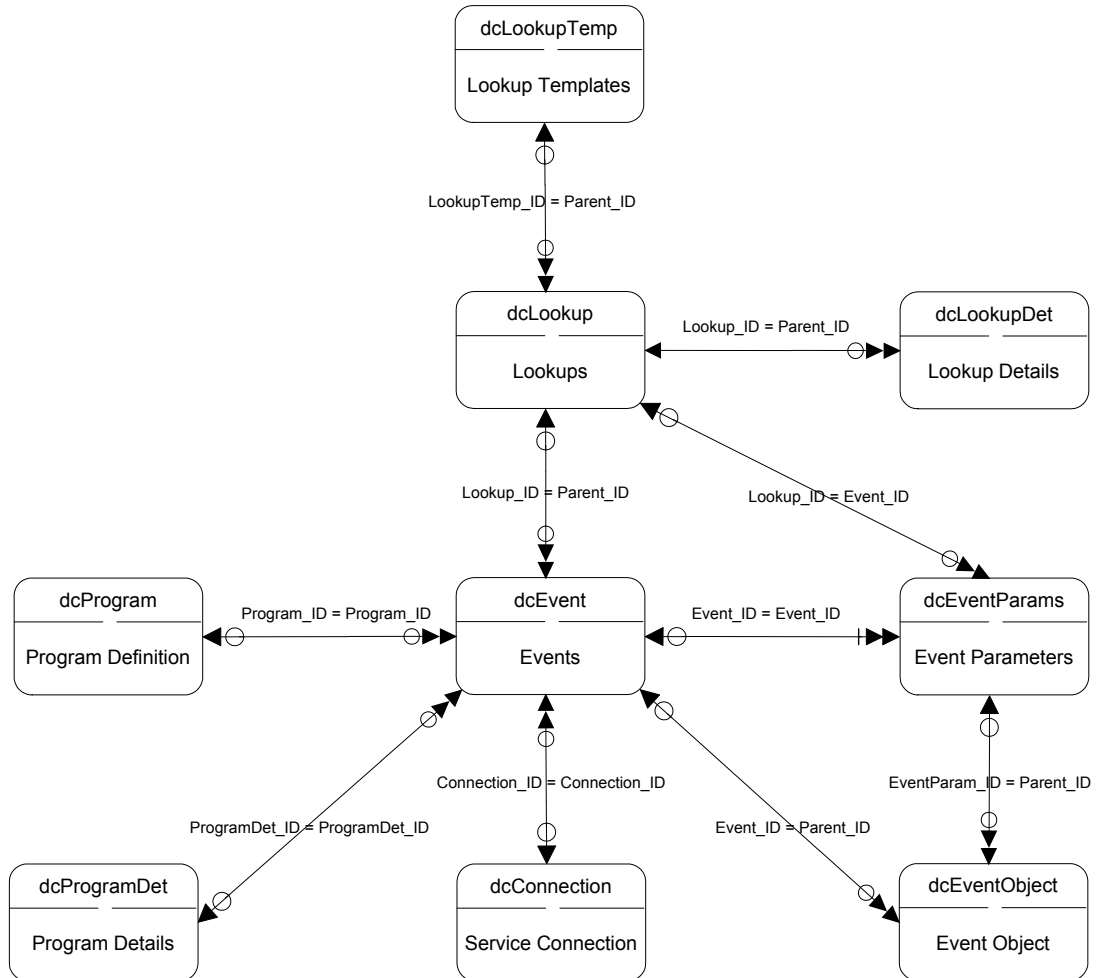 dcLookupTemp
Lookup Templates
LookupTemp_ID = Parent_ID
dcLookup
Lookups
Lookup_ID = Parent_ID
dcLookupDet
Lookup Details
Lookup_ID = Parent_ID
Lookup_ID = Event_ID
dcProgram
Program Definition
Program_ID = Program_ID
dcEvent
Events
Event_ID = Event_ID
dcEventParams
Event Parameters
Connection_ID = Connection_ID
EventParam_ID = Parent_ID
ProgramDet_ID = ProgramDet_ID
Event_ID = Parent_ID
dcProgramDet
Program Details
dcConnection
Service Connection
dcEventObject
Event Object